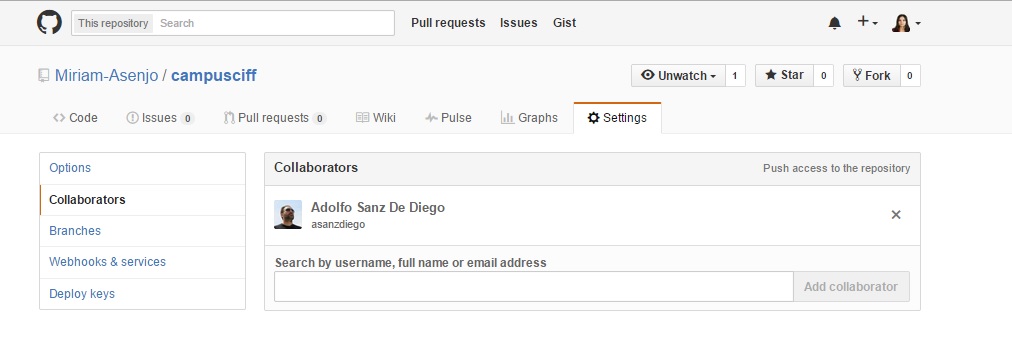 This repository Search Pull requests Issues Gist
Miriam-Asenjo / campusciff Unwatch 1 Star 0 Fork 0
Code Issues 0 Pull requests 0 Wiki Pulse Graphs Settings
Options
Collaborators
Branches
Webhooks & services
Deploy keys
Collaborators Push access to the repository
Adolfo Sanz De Diego
asanzdiego
Search by username, full name or email address
Add collaborator